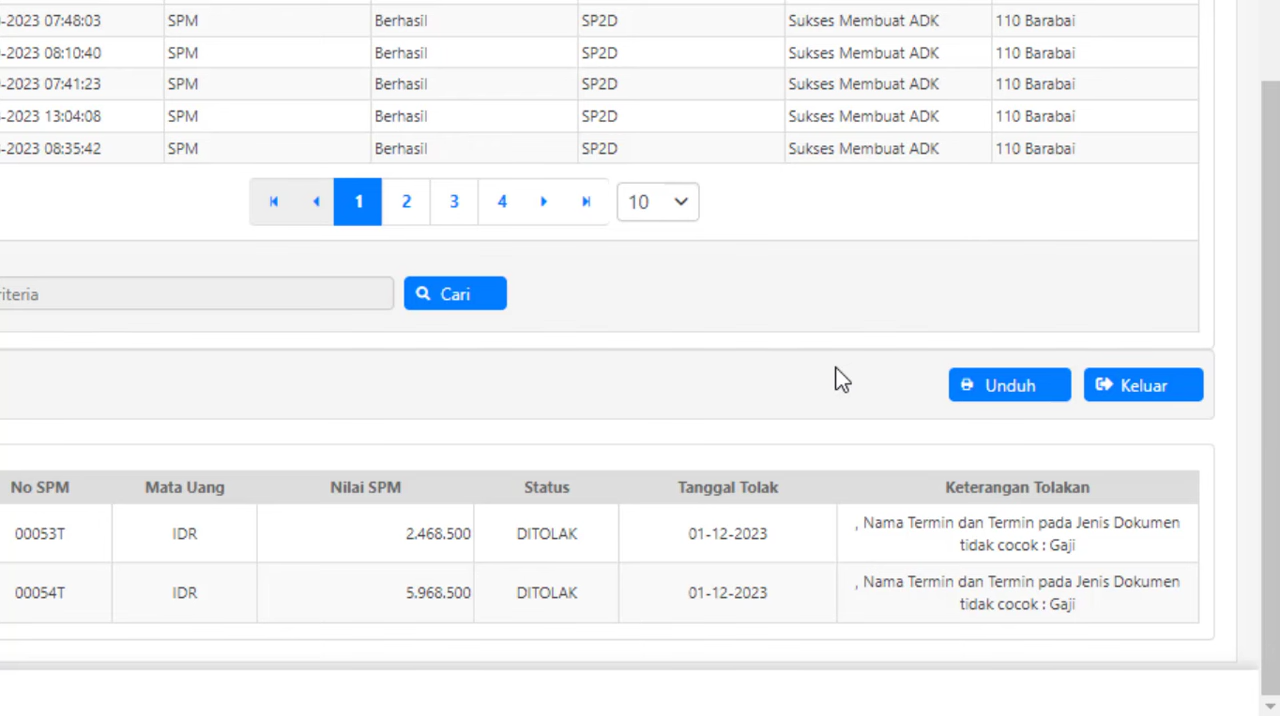 -2023 07:48:03 SPM Berhasil SP2D Sukses Membuat ADK 110 Barabai
-2023 08:10:40 SPM Berhasil SP2D Sukses Membuat ADK 110 Barabai
-2023 07:41:23 SPM Berhasil SP2D Sukses Membuat ADK 110 Barabai
-2023 13:04:08 SPM Berhasil SP2D Sukses Membuat ADK 110 Barabai
-2023 08:35:42 SPM Berhasil SP2D Sukses Membuat ADK 110 Barabai
1 2 3 4 10
riteria Cari
Unduh Keluar
No SPM Mata Uang Nilai SPM Status Tanggal Tolak Keterangan Tolakan
00053T IDR 2.468.500 DITOLAK 01-12-2023 , Nama Termin dan Termin pada Jenis Dokumen
tidak cocok : Gaji
00054T IDR 5.968.500 DITOLAK 01-12-2023 , Nama Termin dan Termin pada Jenis Dokumen
tidak cocok : Gaji